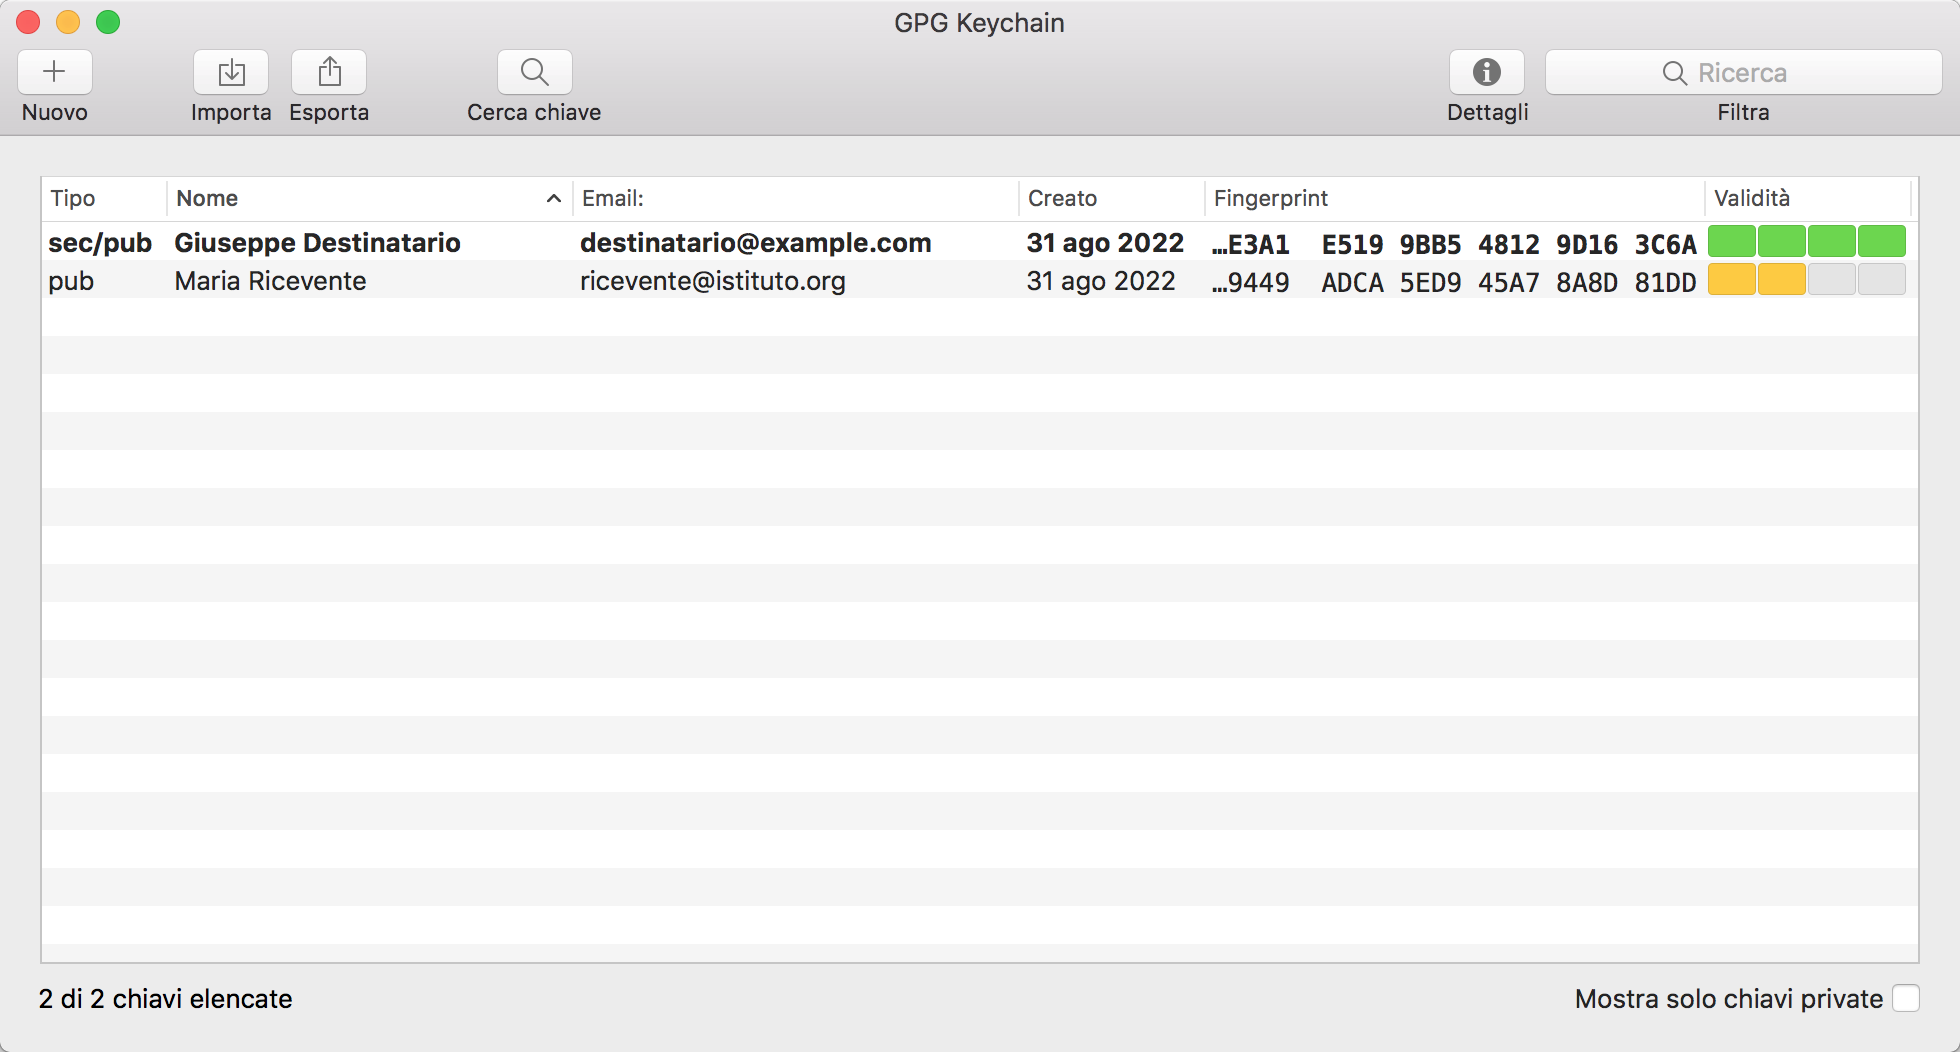 GPG Keychain
Nuovo Importa Esporta Cerca chiave Dettagli Ricerca Filtra
Tipo Nome Email: Creato Fingerprint Validità
sec/pub Giuseppe Destinatario destinatario@example.com 31 ago 2022 …E3A1 E519 9BB5 4812 9D16 3C6A
pub Maria Ricevente ricevente@istituto.org 31 ago 2022 …9449 ADCA 5ED9 45A7 8A8D 81DD
2 di 2 chiavi elencate Mostra solo chiavi private